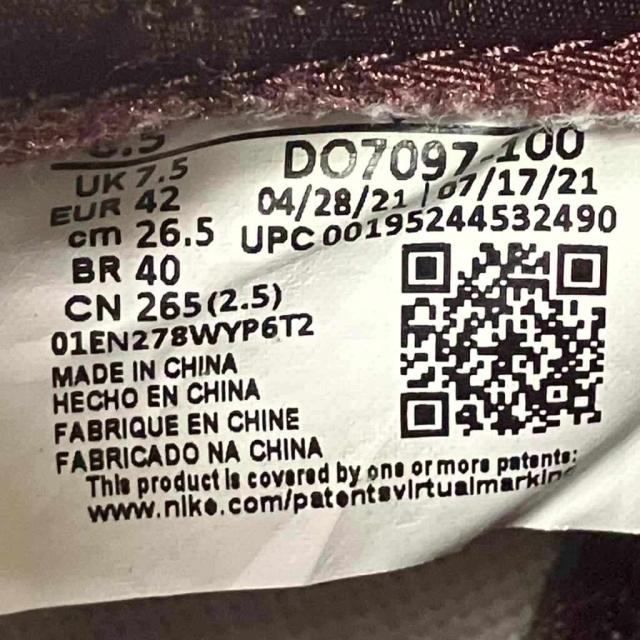 8.5
UK 7.5
EUR 42
cm 26.5
BR 40
CN 265(2.5)
DO7097-100
04/28/21 | 07/17/21
UPC 00195244532490
01EN278WYP6T2
MADE IN CHINA
HECHO EN CHINA
FABRIQUE EN CHINE
FABRICADO NA CHINA
This product is covered by one or more patents:
www.nike.com/patentsvirtualmarking